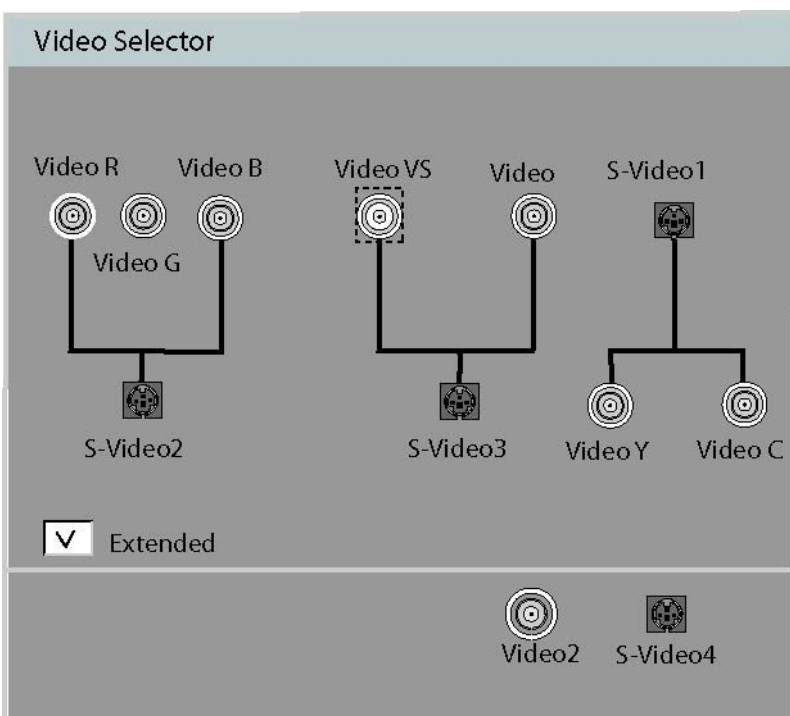 Video Selector
Video R
Video B
Video VS
Video
S-Video1
Video G
S-Video2
S-Video3
Video Y
Video C
V Extended
Video2
S-Video4